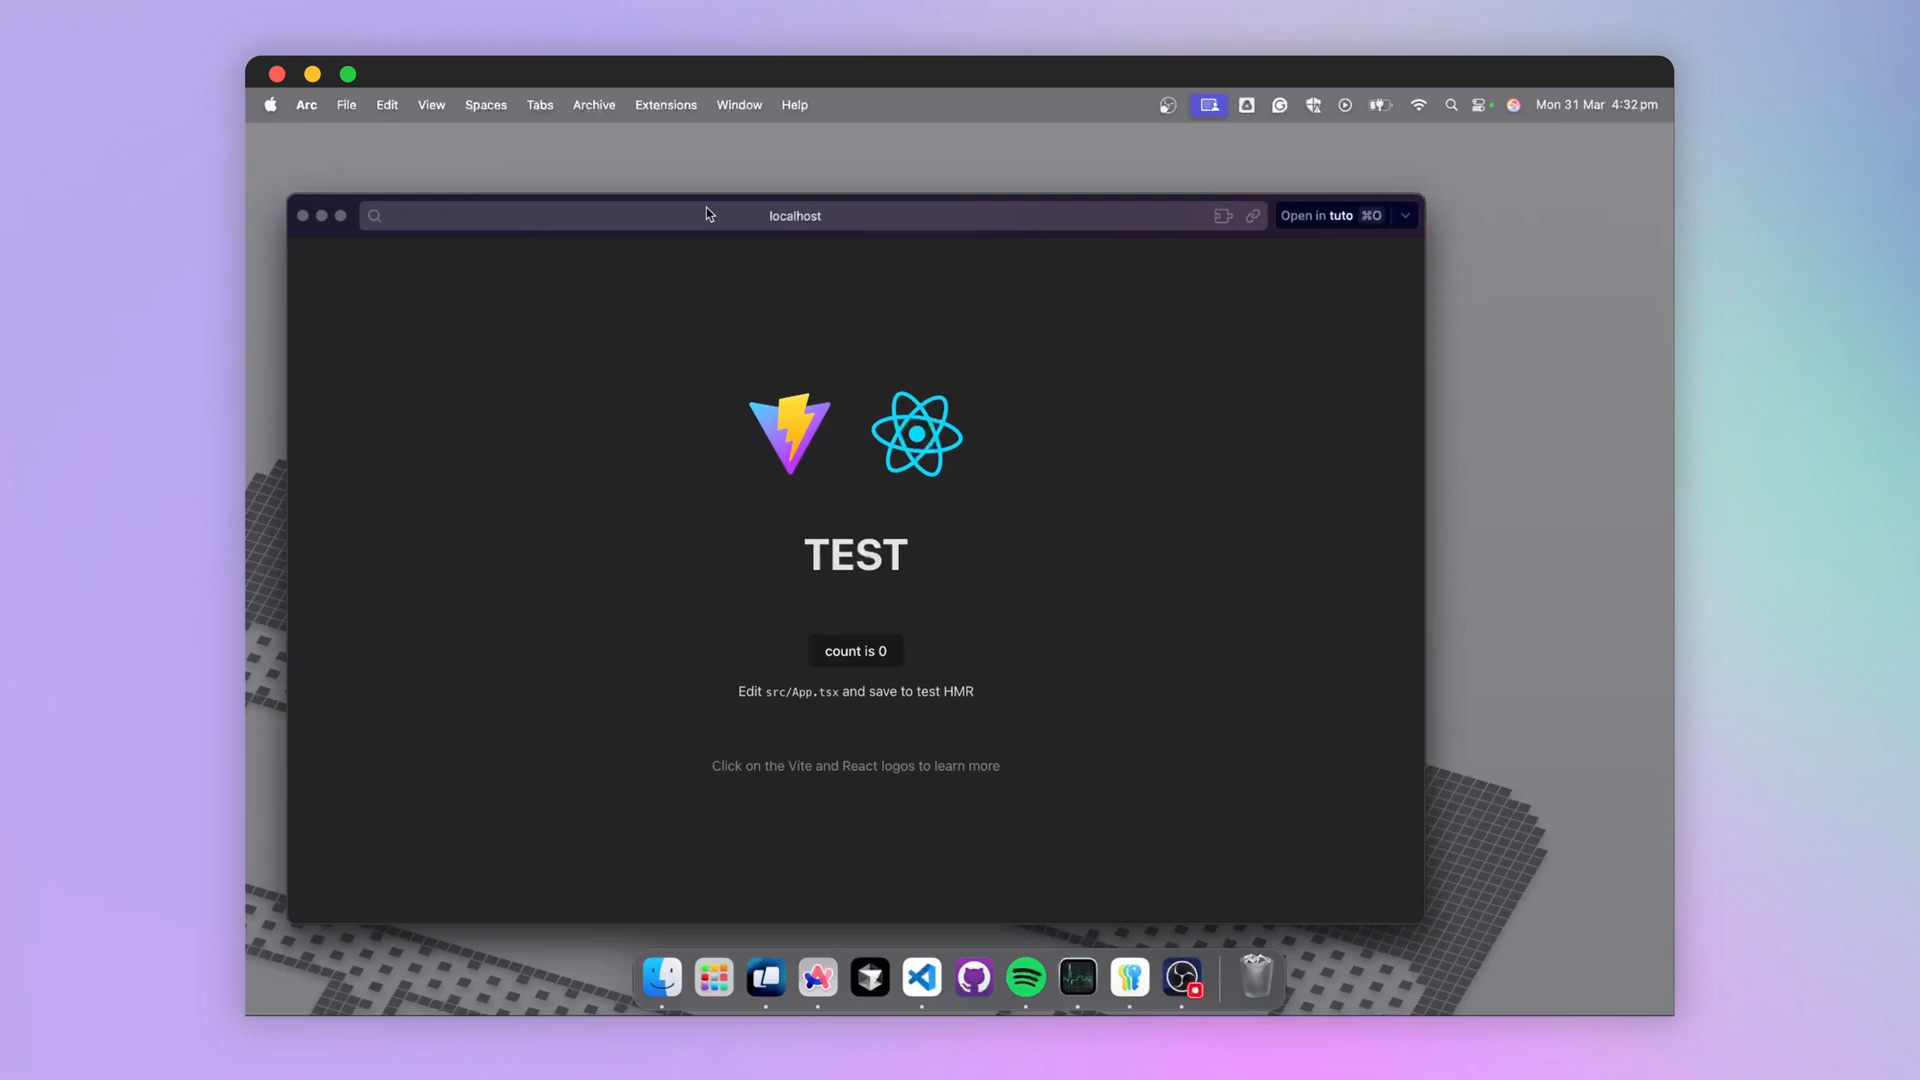 Arc File Edit View Spaces Tabs Archive Extensions Window Help Mon 31 Mar 4:32pm
localhost Open in tuto ⌘O
TEST
count is 0
Edit src/App.tsx and save to test HMR
Click on the Vite and React logos to learn more